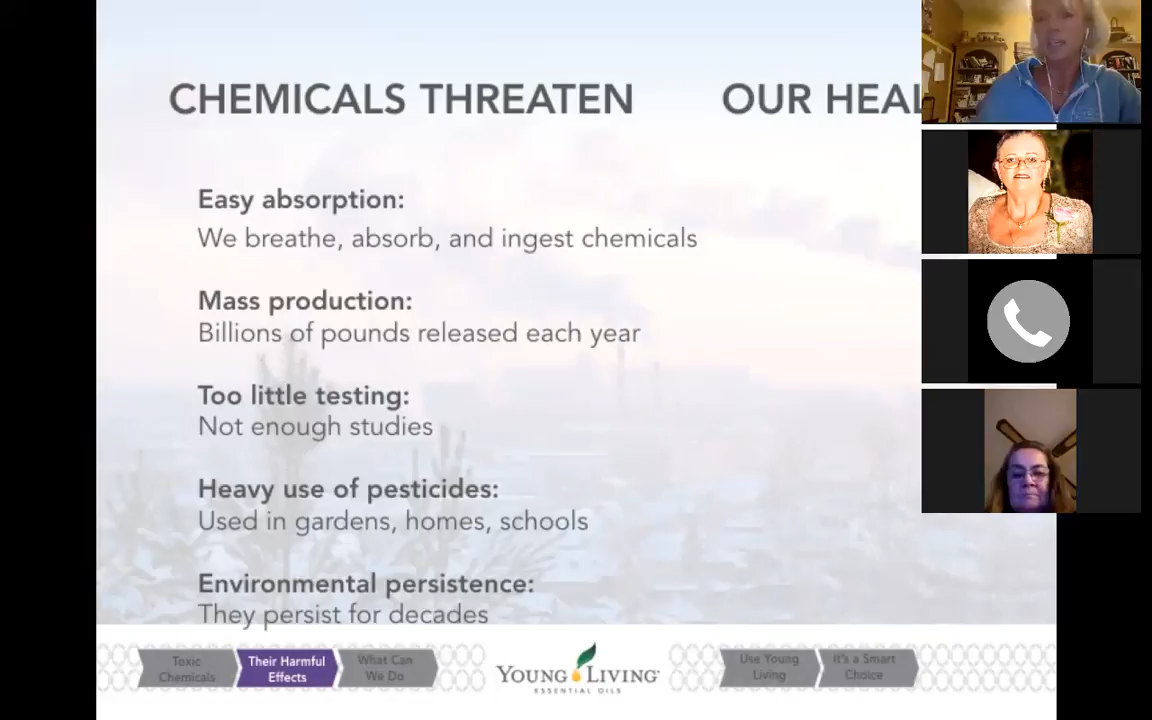 CHEMICALS THREATEN OUR HEAL
Easy absorption:
We breathe, absorb, and ingest chemicals
Mass production:
Billions of pounds released each year
Too little testing:
Not enough studies
Heavy use of pesticides:
Used in gardens, homes, schools
Environmental persistence:
They persist for decades
Toxic
Chemicals
Their Harmful
Effects
What Can
We Do
YOUNG LIVING
ESSENTIAL OILS
Use Young
Living
It's a Smart
Choice